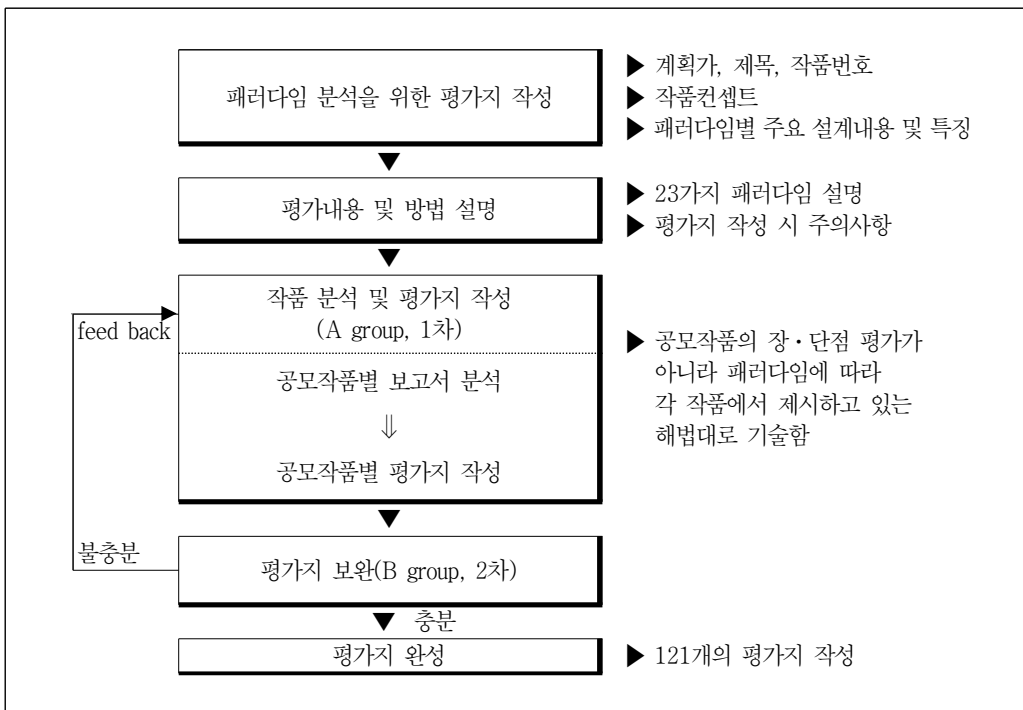 패러다임 분석을 위한 평가지 작성
▶ 계획가, 제목, 작품번호
▶ 작품컨셉트
▶ 패러다임별 주요 설계내용 및 특징
평가내용 및 방법 설명
▶ 23가지 패러다임 설명
▶ 평가지 작성 시 주의사항
작품 분석 및 평가지 작성
(A group, 1차)
feed back
공모작품별 보고서 분석
⇓
공모작품별 평가지 작성
▶ 공모작품의 장·단점 평가가
아니라 패러다임에 따라
각 작품에서 제시하고 있는
해법대로 기술함
불충분
평가지 보완(B group, 2차)
충분
평가지 완성
▶ 121개의 평가지 작성